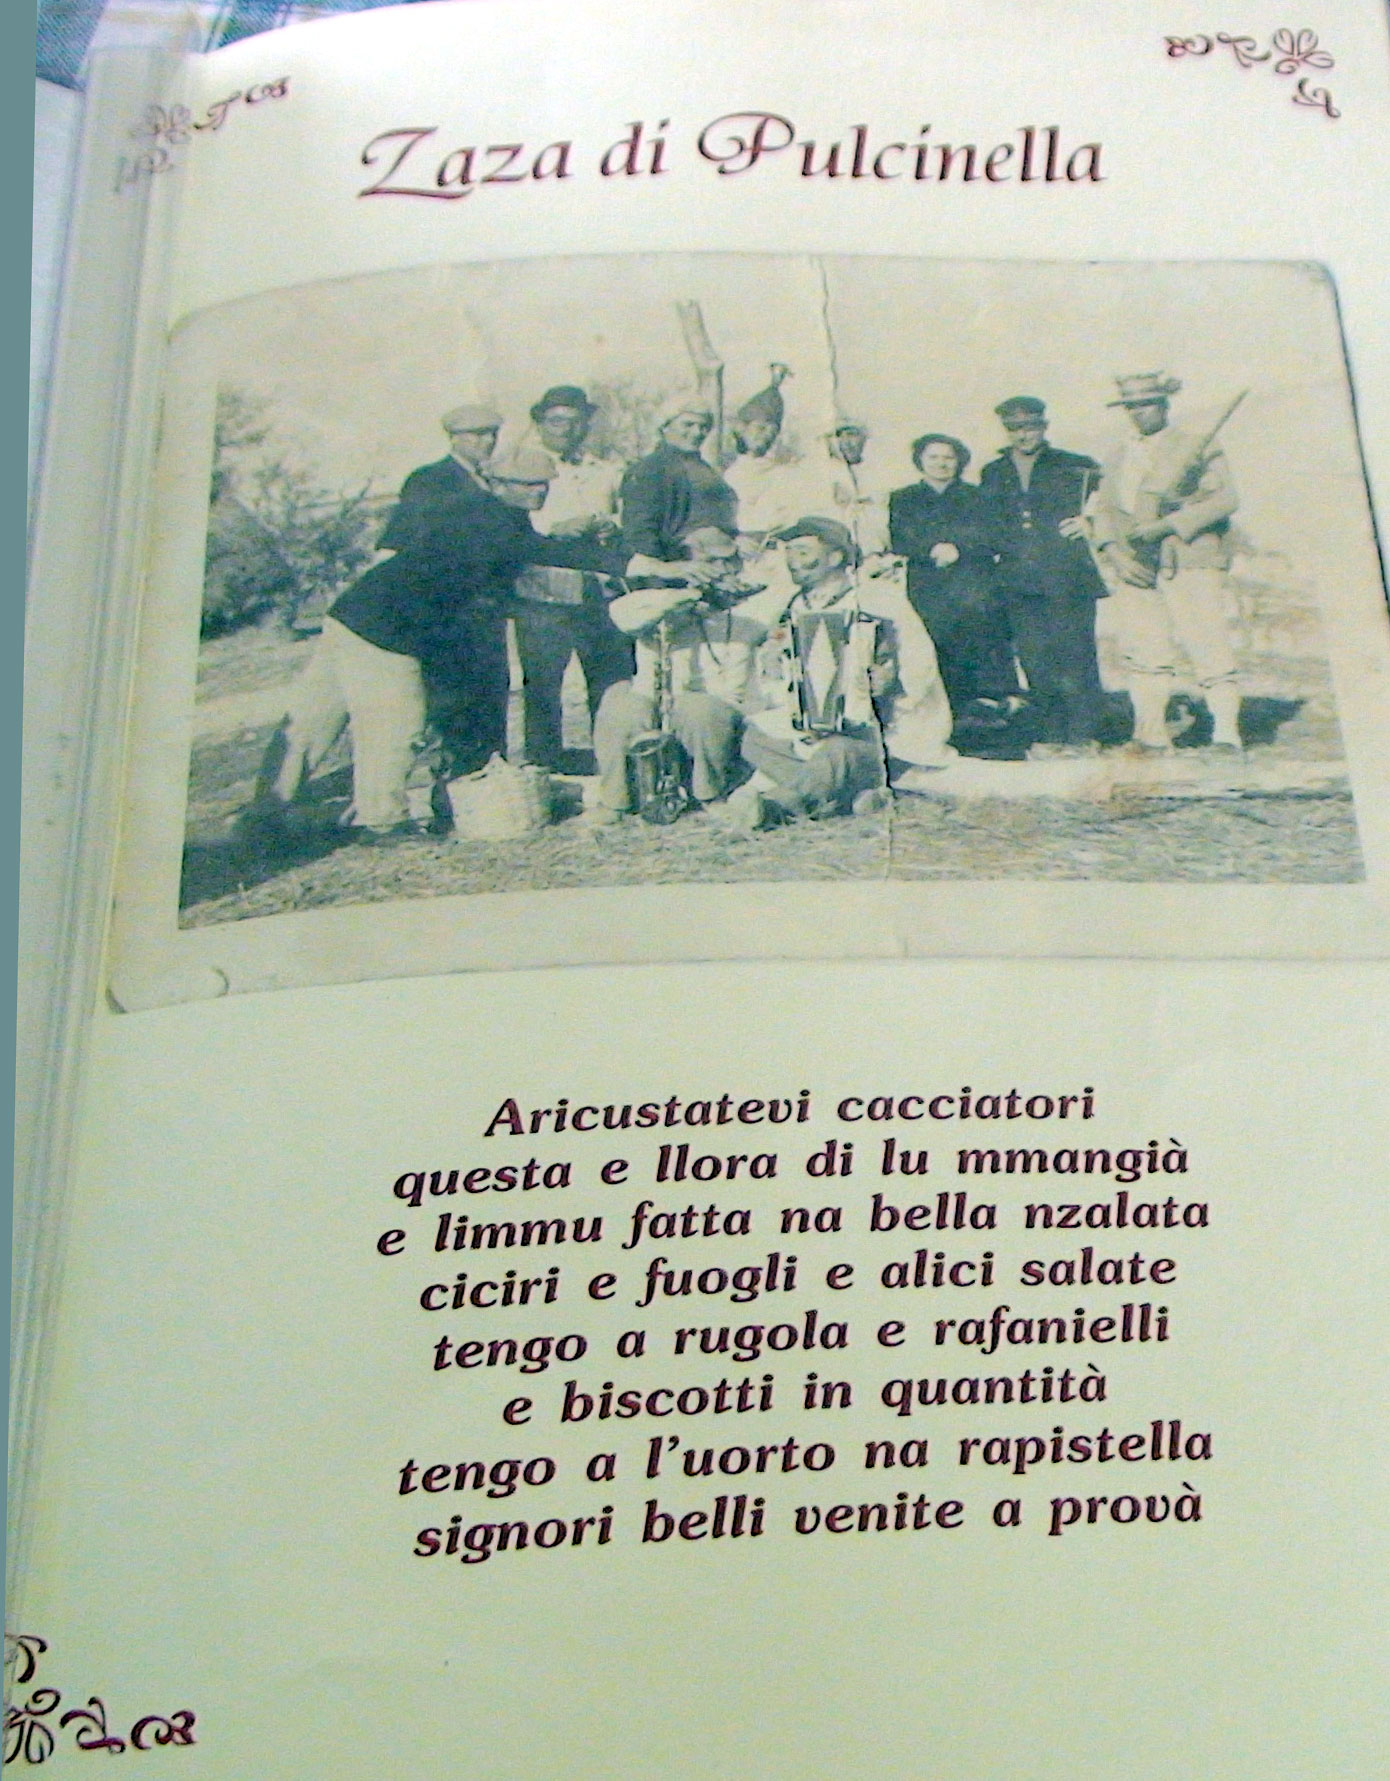 Zaza di Pulcinella
Aricustatevi cacciatori
questa e llora di lu mmangià
e limmu fatta na bella nzalata
ciciri e fuogli e alici salate
tengo a rugola e rafanielli
e biscotti in quantità
tengo a l'uorto na rapistella
signori belli venite a provà